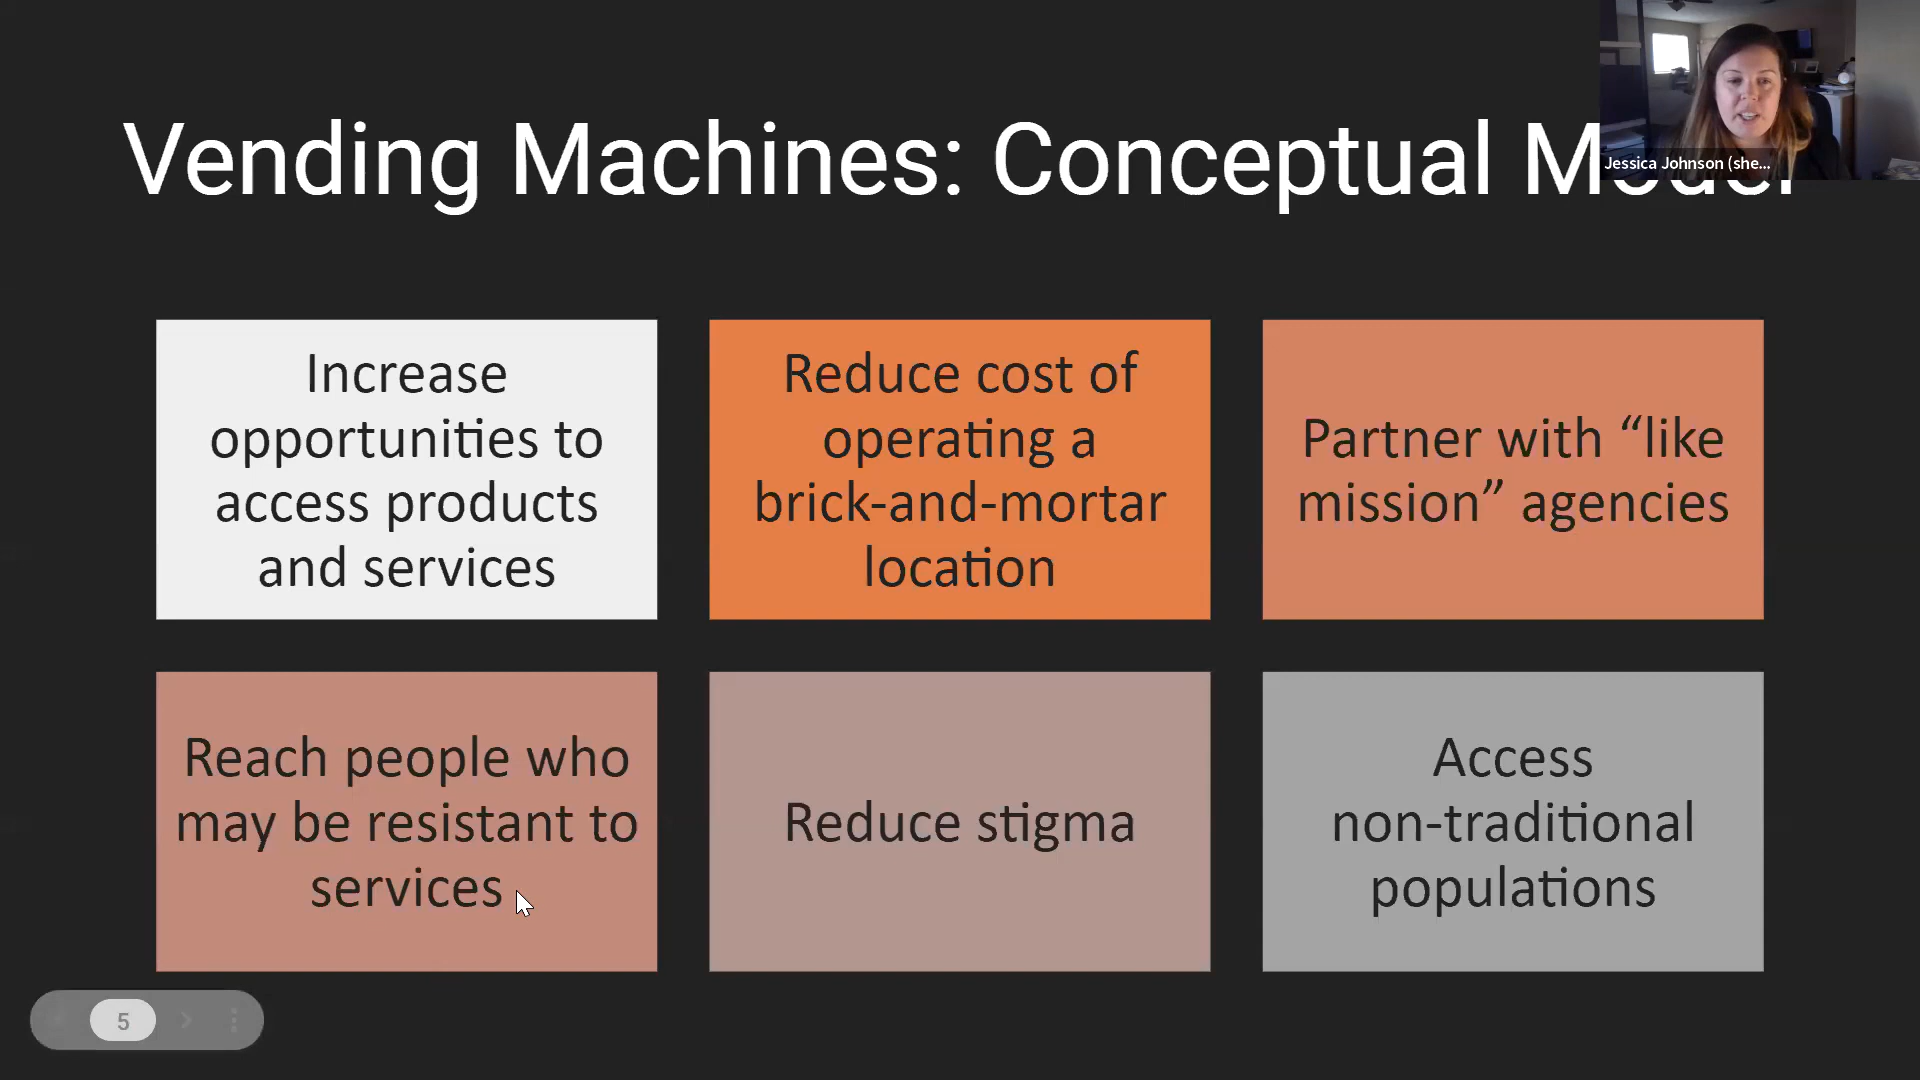 Vending Machines: Conceptual Model
Jessica Johnson (she...
Increase
opportunities to
access products
and services
Reduce cost of
operating a
brick-and-mortar
location
Partner with “like
mission” agencies
Reach people who
may be resistant to
services
Reduce stigma
Access
non-traditional
populations
5